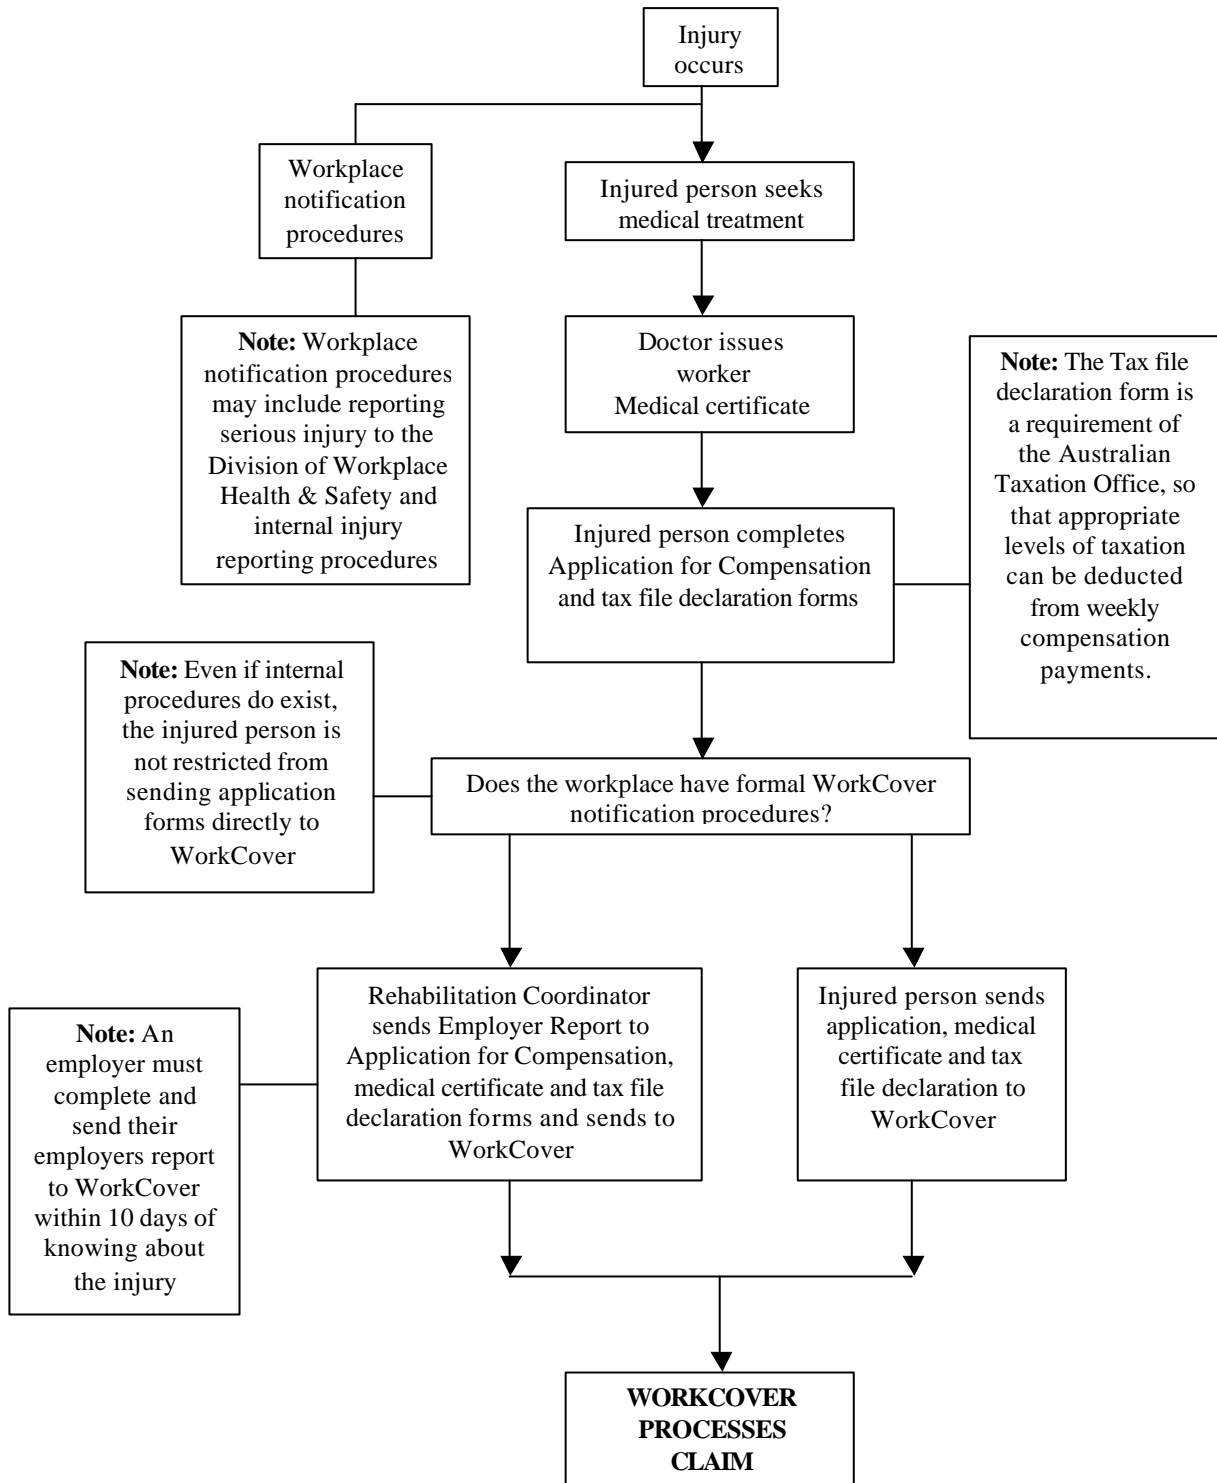 Injury
occurs
Workplace
notification
procedures
Injured person seeks
medical treatment
Note: Workplace
notification procedures
may include reporting
serious injury to the
Division of Workplace
Health & Safety and
internal injury
reporting procedures
Doctor issues
worker
Medical certificate
Note: The Tax file
declaration form is
a requirement of
the Australian
Taxation Office, so
that appropriate
levels of taxation
can be deducted
from weekly
compensation
payments.
Injured person completes
Application for Compensation
and tax file declaration forms
Note: Even if internal
procedures do exist,
the injured person is
not restricted from
sending application
forms directly to
WorkCover
Does the workplace have formal WorkCover
notification procedures?
Note: An
employer must
complete and
send their
employers report
to WorkCover
within 10 days of
knowing about
the injury
Rehabilitation Coordinator
sends Employer Report to
Application for Compensation,
medical certificate and tax file
declaration forms and sends to
WorkCover
Injured person sends
application, medical
certificate and tax
file declaration to
WorkCover
WORKCOVER
PROCESSES
CLAIM